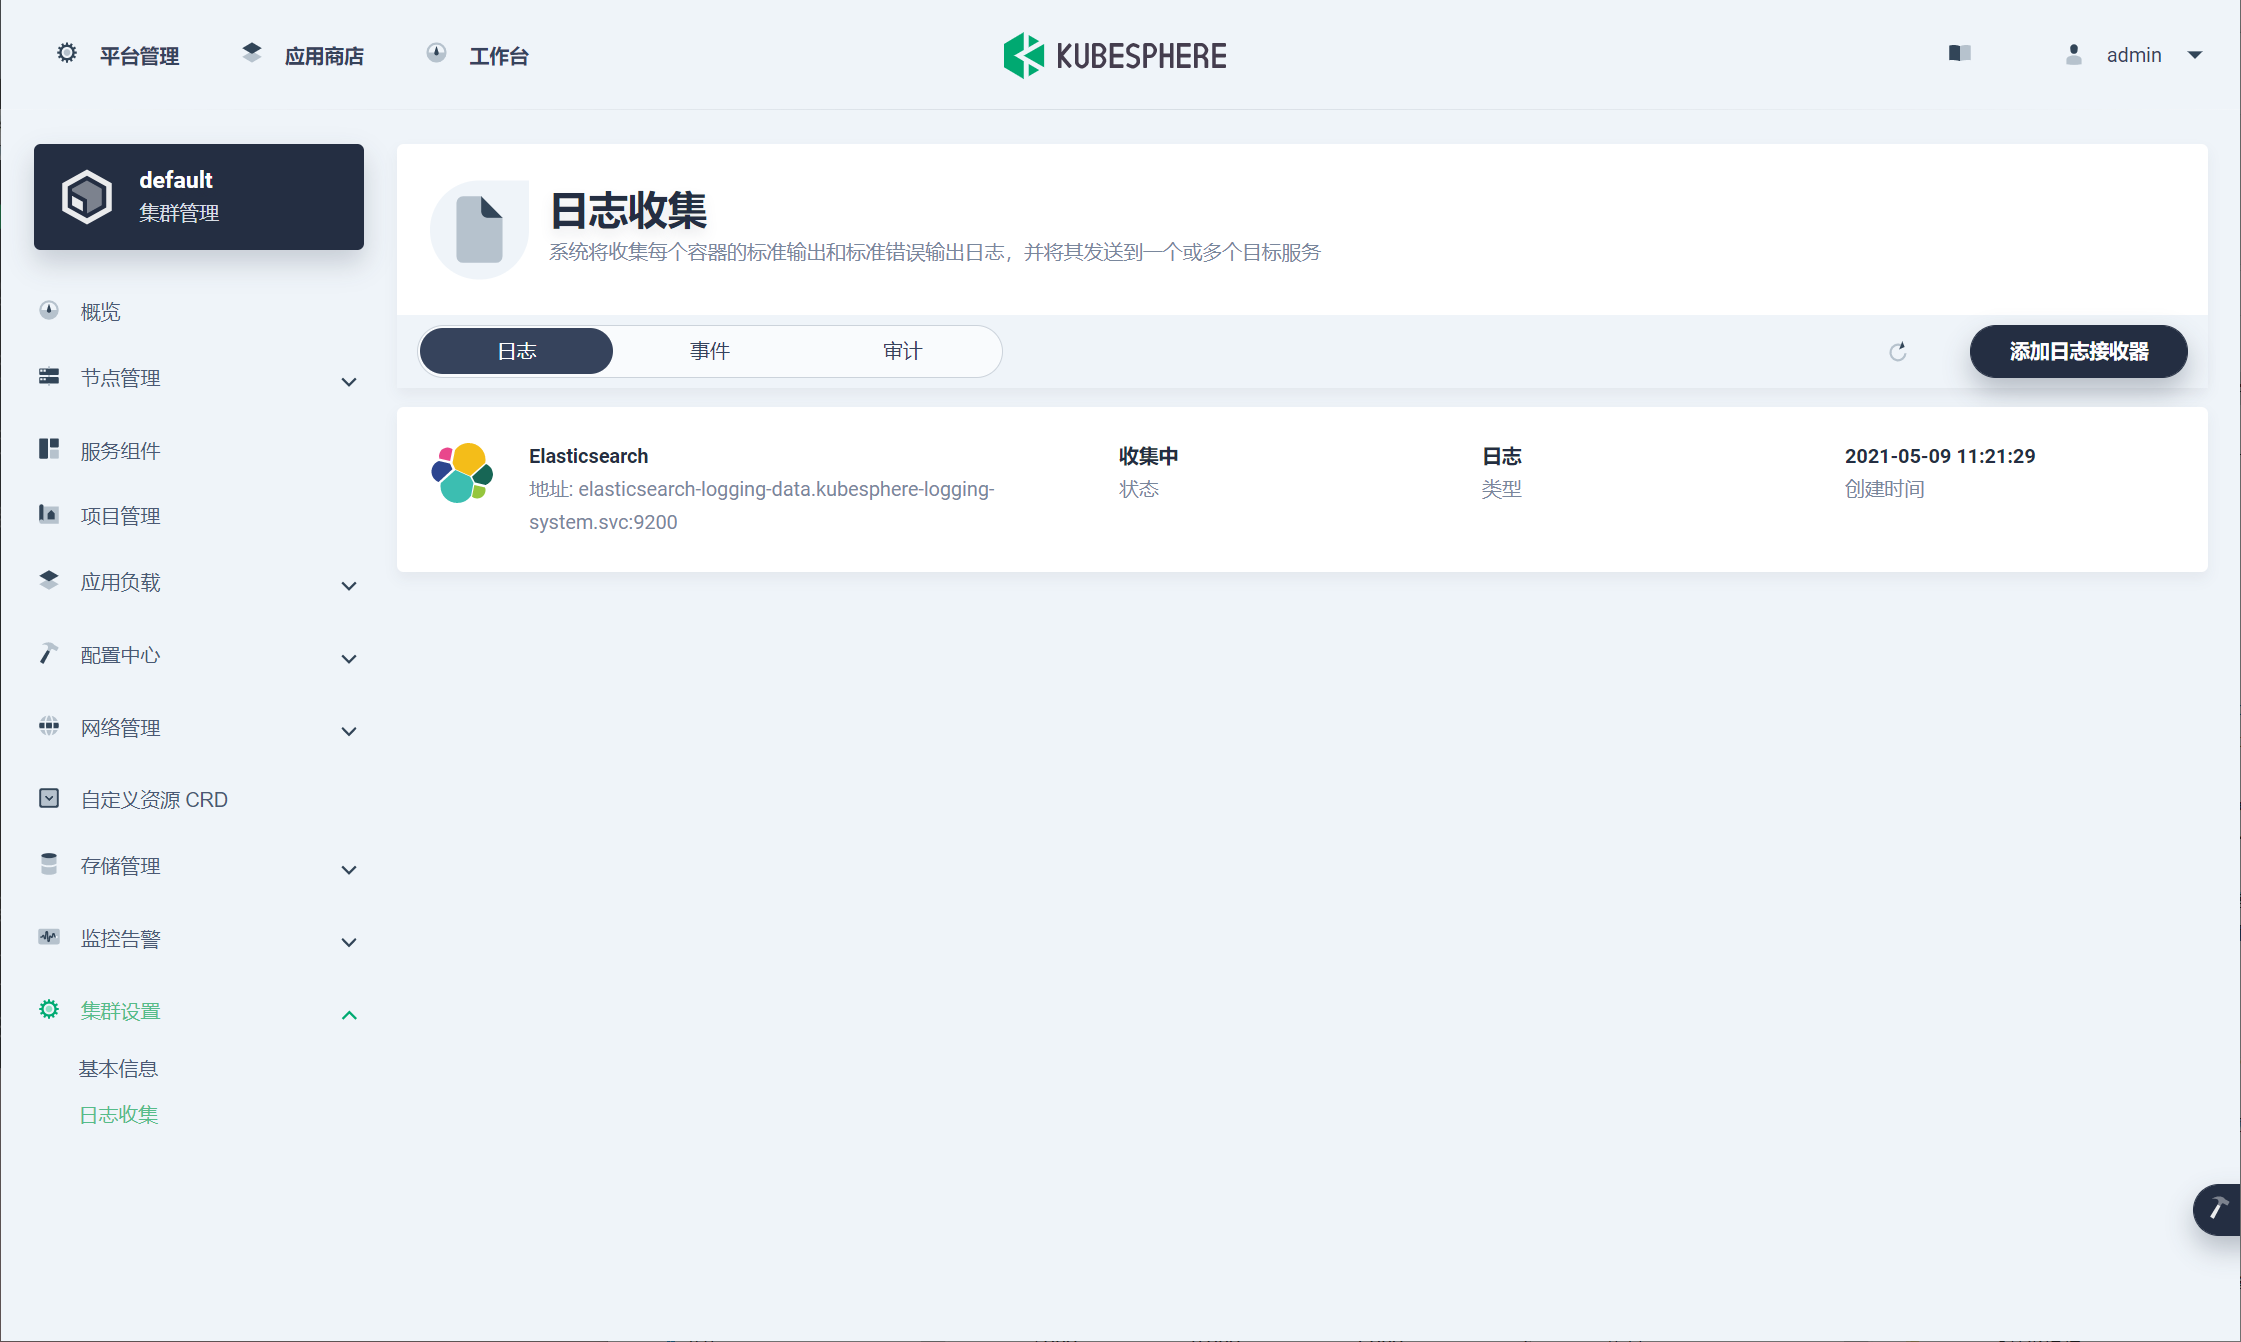 平台管理
应用商店
工作台
KUBESPHERE
admin
default
集群管理
概览
节点管理
服务组件
项目管理
应用负载
配置中心
网络管理
自定义资源 CRD
存储管理
监控告警
集群设置
基本信息
日志收集
日志收集
系统将收集每个容器的标准输出和标准错误输出日志，并将其发送到一个或多个目标服务
日志
事件
审计
添加日志接收器
Elasticsearch
地址: elasticsearch-logging-data.kubesphere-logging-
system.svc:9200
收集中
状态
日志
类型
2021-05-09 11:21:29
创建时间